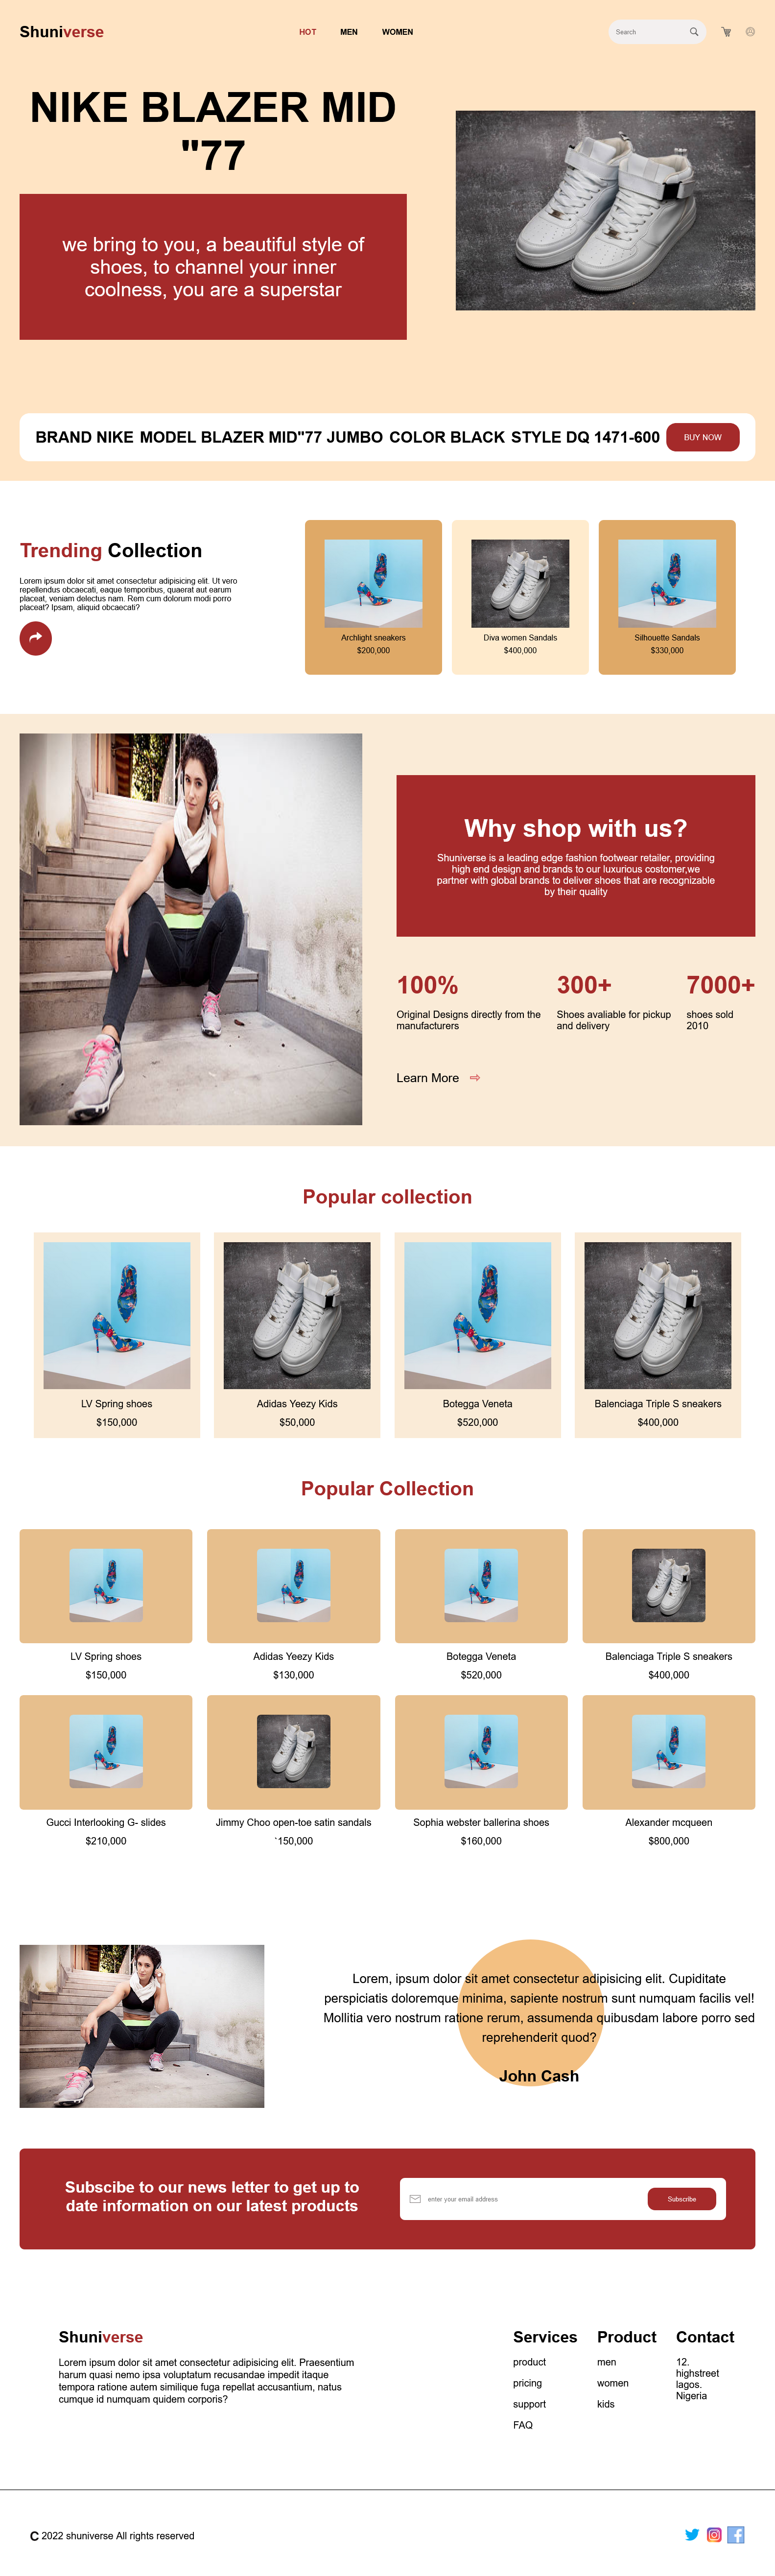 Shuniverse
HOT MEN WOMEN
Search
NIKE BLAZER MID
"77
we bring to you, a beautiful style of
shoes, to channel your inner
coolness, you are a superstar
BRAND NIKE MODEL BLAZER MID"77 JUMBO COLOR BLACK STYLE DQ 1471-600 BUY NOW
Trending Collection
Lorem ipsum dolor sit amet consectetur adipisicing elit. Ut vero
repellendus obcaecati, eaque temporibus, quaerat aut earum
placeat, veniam delectus nam. Rem cum dolorum modi porro
placeat? Ipsam, aliquid obcaecati?
Archlight sneakers
$200,000
Diva women Sandals
$400,000
Silhouette Sandals
$330,000
Why shop with us?
Shuniverse is a leading edge fashion footwear retailer, providing
high end design and brands to our luxurious costomer,we
partner with global brands to deliver shoes that are recognizable
by their quality
100%
Original Designs directly from the
manufacturers
300+
Shoes avaliable for pickup
and delivery
7000+
shoes sold
2010
Learn More
Popular collection
LV Spring shoes
$150,000
Adidas Yeezy Kids
$50,000
Botegga Veneta
$520,000
Balenciaga Triple S sneakers
$400,000
Popular Collection
LV Spring shoes
$150,000
Adidas Yeezy Kids
$130,000
Botegga Veneta
$520,000
Balenciaga Triple S sneakers
$400,000
Gucci Interlooking G- slides
$210,000
Jimmy Choo open-toe satin sandals
`150,000
Sophia webster ballerina shoes
$160,000
Alexander mcqueen
$800,000
Lorem, ipsum dolor sit amet consectetur adipisicing elit. Cupiditate
perspiciatis doloremque minima, sapiente nostrum sunt numquam facilis vel!
Mollitia vero nostrum ratione rerum, assumenda quibusdam labore porro sed
reprehenderit quod?
John Cash
Subscibe to our news letter to get up to
date information on our latest products
enter your email address
Subscribe
Shuniverse
Lorem ipsum dolor sit amet consectetur adipisicing elit. Praesentium
harum quasi nemo ipsa voluptatum recusandae impedit itaque
tempora ratione autem similique fuga repellat accusantium, natus
cumque id numquam quidem corporis?
Services
product
pricing
support
FAQ
Product
men
women
kids
Contact
12.
highstreet
lagos.
Nigeria
C 2022 shuniverse All rights reserved